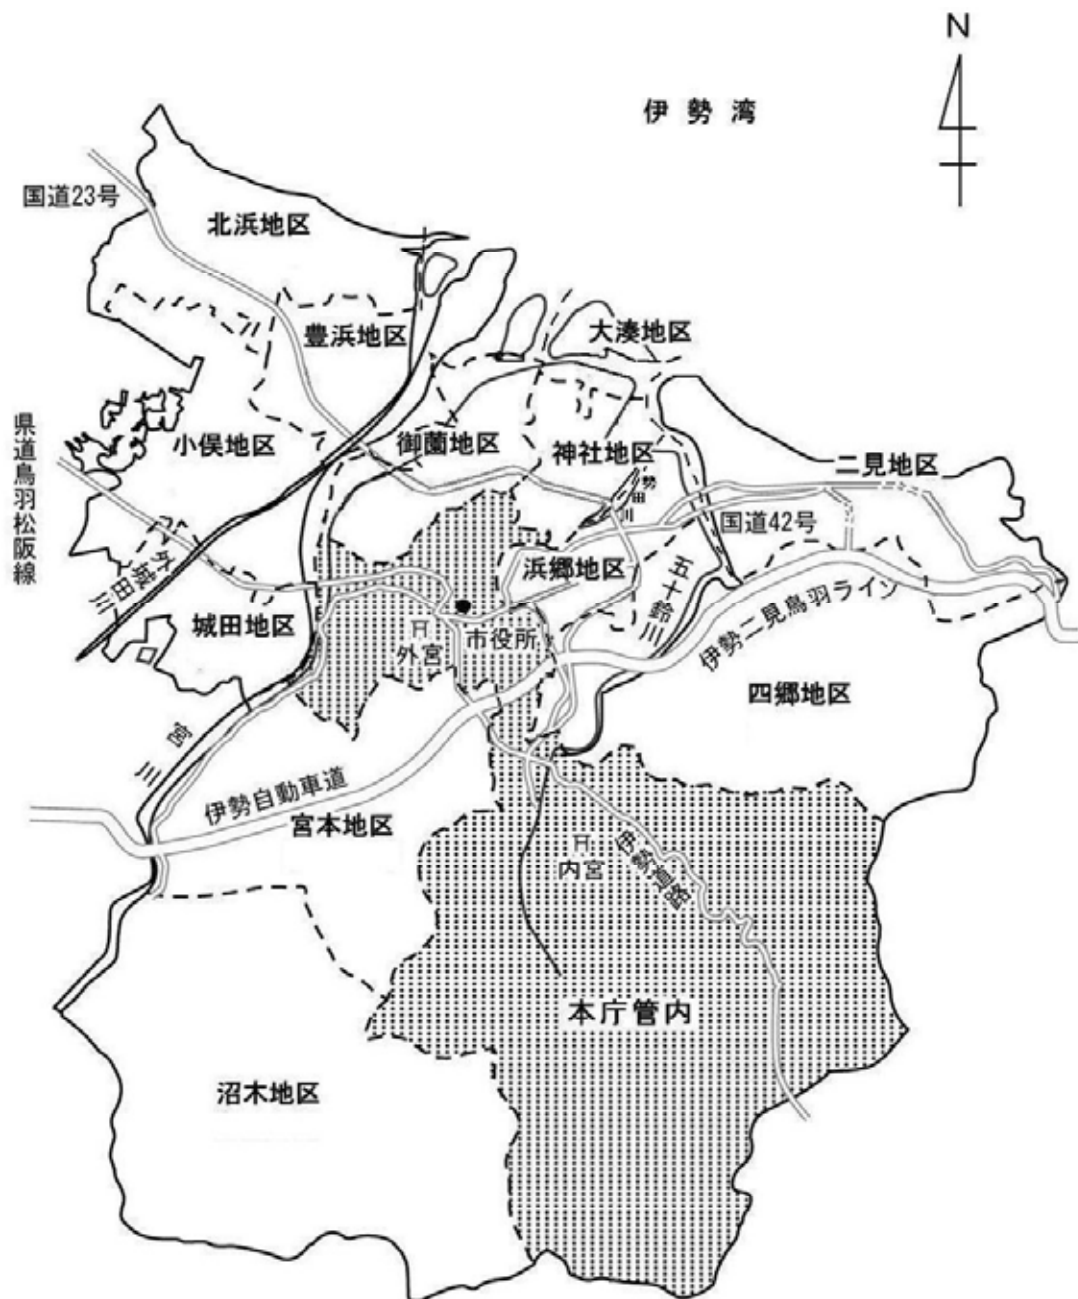 N
伊勢湾
国道23号
北浜地区
豊浜地区
大湊地区
県道鳥羽松阪線
小俣地区
御薗地区
神社地区
二見地区
勢田川
国道42号
外城田川
浜郷地区
五十鈴川
城田地区
市役所
外宮
伊勢二見鳥羽ライン
四郷地区
宮川
伊勢自動車道
宮本地区
内宮
伊勢道路
本庁管内
沼木地区